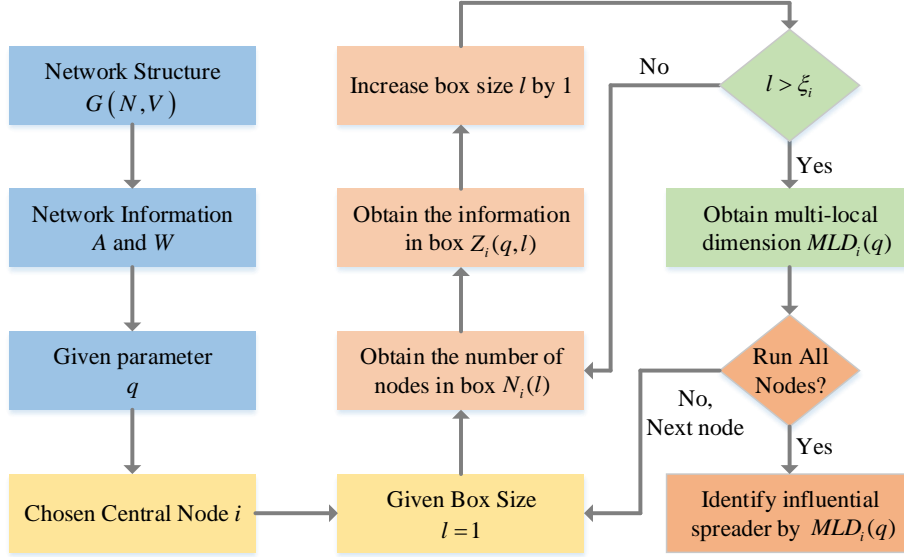 Network Structure
G(N,V)
Network Information
A and W
Given parameter
q
Chosen Central Node i
Increase box size l by 1
Obtain the information
in box Z_i(q,l)
Obtain the number of
nodes in box N_i(l)
Given Box Size
l=1
No
l > ξ_i
Yes
Obtain multi-local
dimension MLD_i(q)
Run All
Nodes?
No,
Next node
Yes
Identify influential
spreader by MLD_i(q)